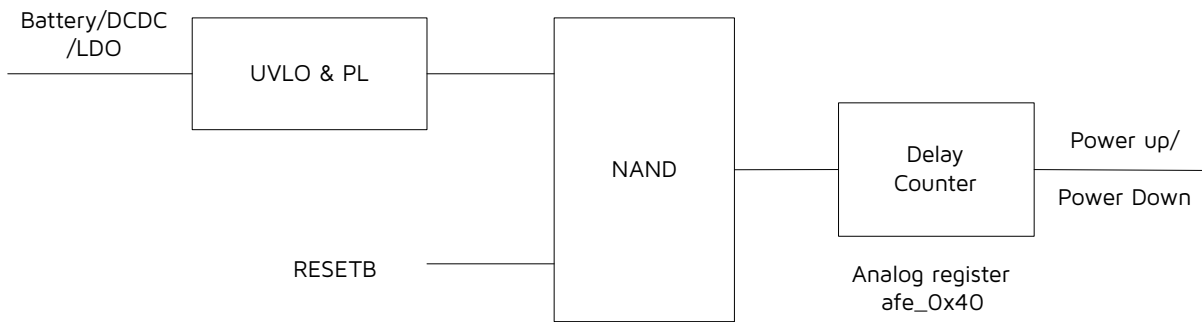 Battery/DCDC
/LDO
UVLO & PL
NAND
RESETB
Delay
Counter
Power up/
Power Down
Analog register
afe_0x40